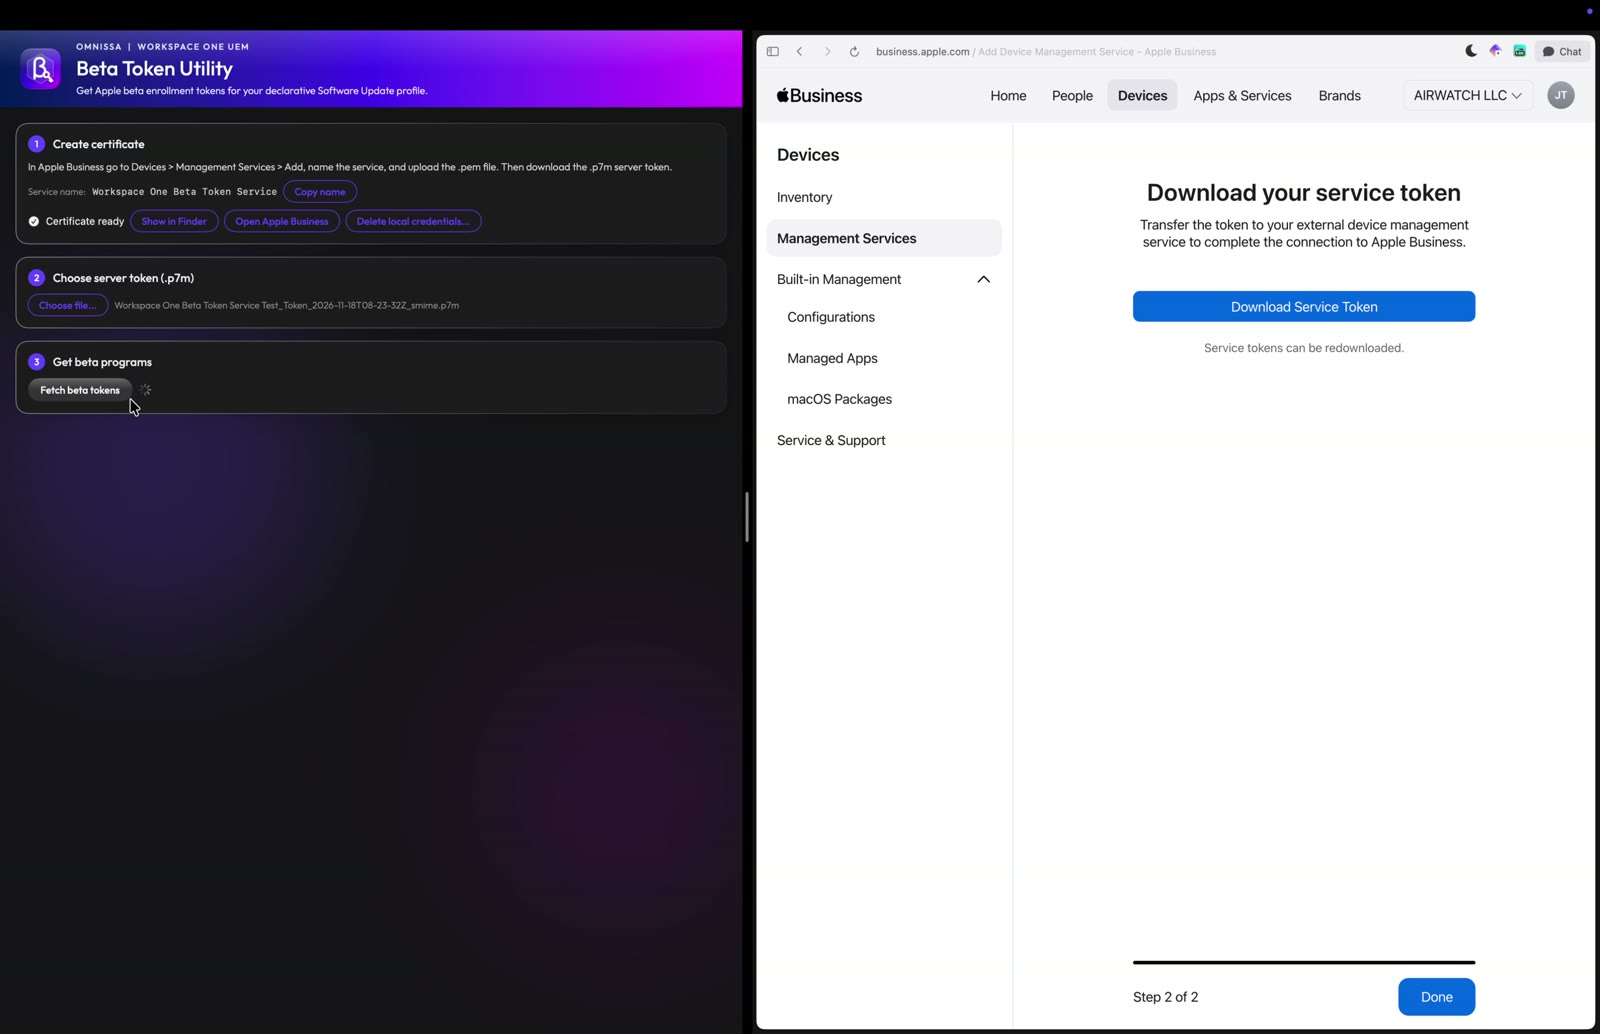 OMNISSA | WORKSPACE ONE UEM
Beta Token Utility
Get Apple beta enrollment tokens for your declarative Software Update profile.
1 Create certificate
In Apple Business go to Devices > Management Services > Add, name the service, and upload the .pem file. Then download the .p7m server token.
Service name: Workspace One Beta Token Service Copy name
Certificate ready Show in Finder Open Apple Business Delete local credentials...
2 Choose server token (.p7m)
Choose file... Workspace One Beta Token Service Test_Token_2026-11-18T08-23-32Z_smime.p7m
3 Get beta programs
Fetch beta tokens
business.apple.com / Add Device Management Service - Apple Business
Chat
Business
Home People Devices Apps & Services Brands AIRWATCH LLC JT
Devices
Inventory
Management Services
Built-in Management
Configurations
Managed Apps
macOS Packages
Service & Support
Download your service token
Transfer the token to your external device management
service to complete the connection to Apple Business.
Download Service Token
Service tokens can be redownloaded.
Step 2 of 2
Done